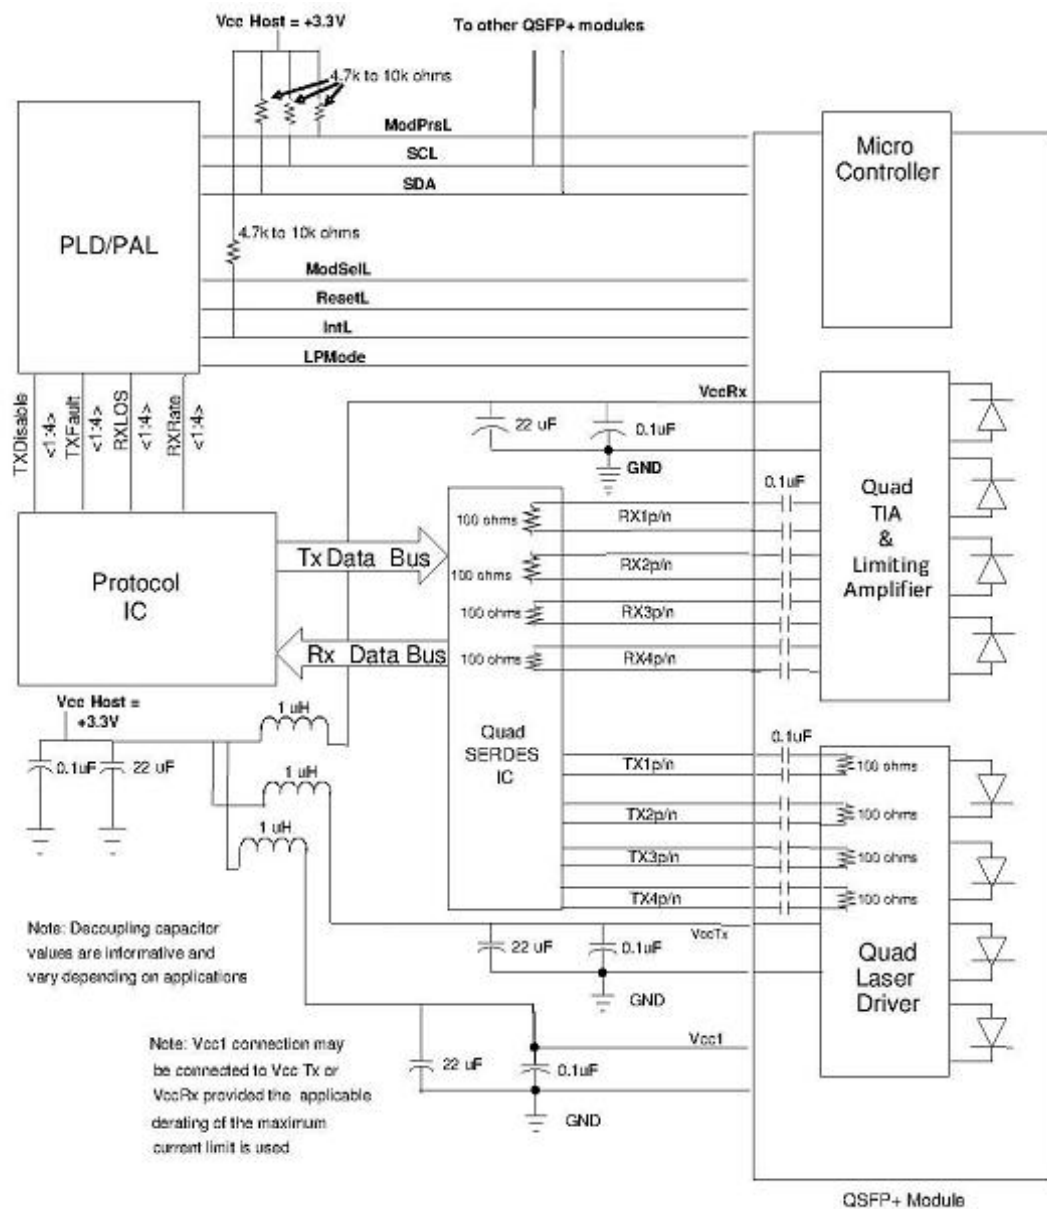 Vcc Host = +3.3V
To other QSFP+ modules
4.7k to 10k ohms
ModPrsL
SCL
SDA
Micro
Controller
PLD/PAL
4.7k to 10k ohms
ModSelL
ResetL
IntL
LPMode
TXDisable
<1:4>
TXFault
<1:4>
RXLOS
<1:4>
RXRate
<1:4>
VccRx
22 uF
0.1uF
GND
0.1uF
100 ohms
RX1p/n
Quad
TIA
&
Limiting
Amplifier
Tx Data Bus
100 ohms
RX2p/n
Protocol
IC
100 ohms
RX3p/n
Rx Data Bus
100 ohms
RX4p/n
Vcc Host =
+3.3V
1 uH
0.1uF
22 uF
1 uH
1 uH
Quad
SERDES
IC
0.1uF
TX1p/n
100 ohms
TX2p/n
100 ohms
TX3p/n
100 ohms
TX4p/n
100 ohms
Note: Decoupling capacitor
values are informative and
vary depending on applications
VccTx
22 uF
0.1uF
GND
Quad
Laser
Driver
Note: Vcc1 connection may
be connected to Vcc Tx or
VccRx provided the applicable
derating of the maximum
current limit is used
Vcc1
22 uF
0.1uF
GND
QSFP+ Module